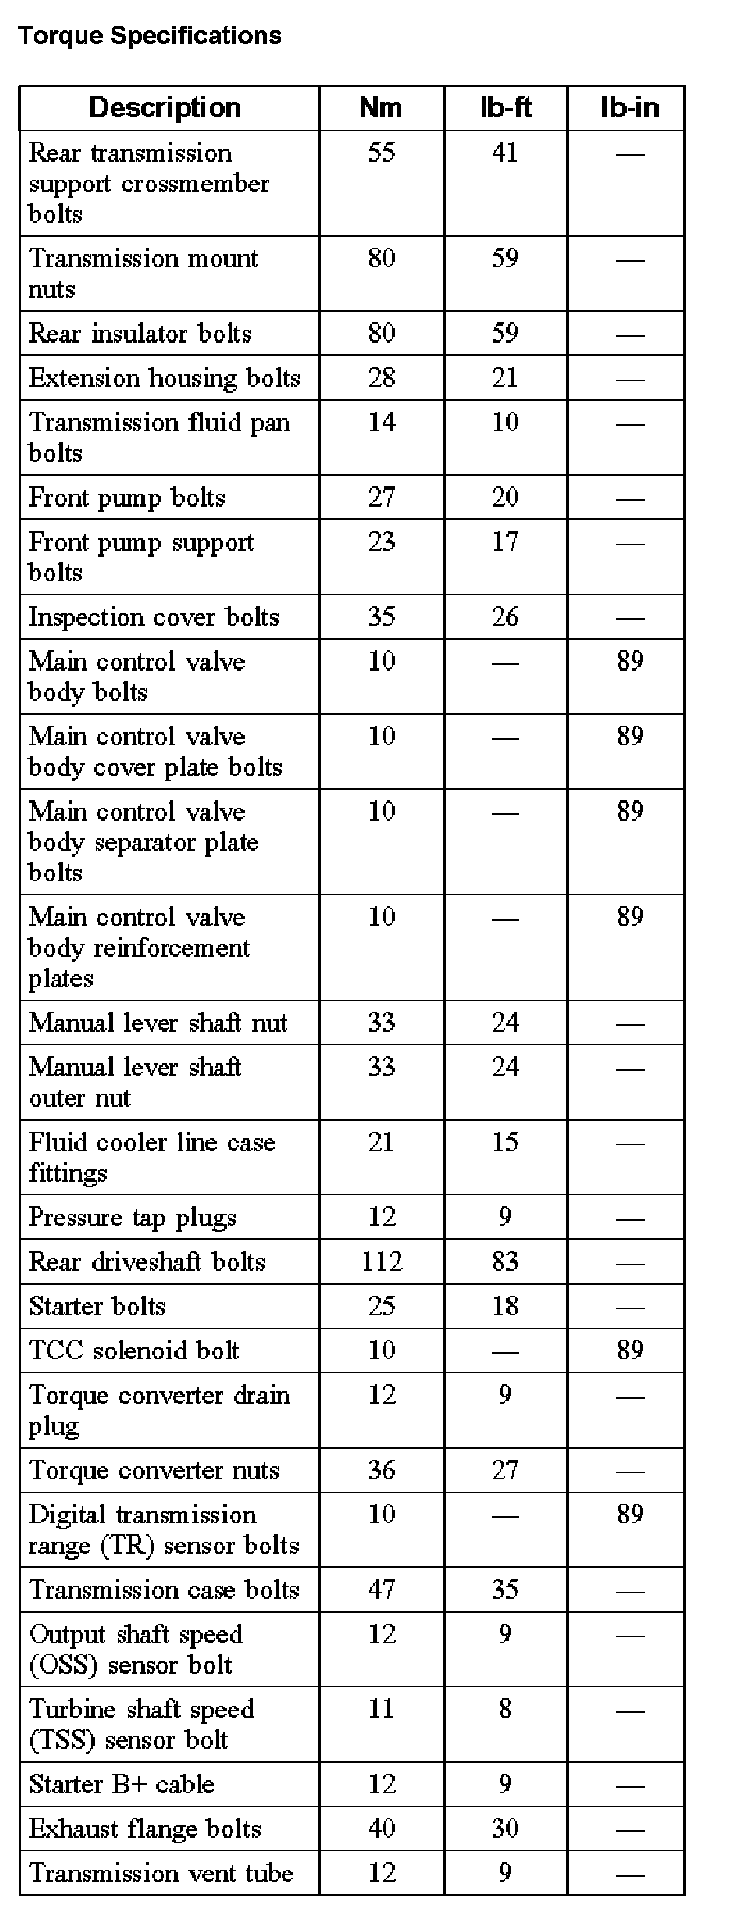 Torque Specifications
Description Nm lb-ft lb-in
Rear transmission 55 41 —
support crossmember
bolts
Transmission mount 80 59 —
nuts
Rear insulator bolts 80 59 —
Extension housing bolts 28 21 —
Transmission fluid pan 14 10 —
bolts
Front pump bolts 27 20 —
Front pump support 23 17 —
bolts
Inspection cover bolts 35 26 —
Main control valve 10 — 89
body bolts
Main control valve 10 — 89
body cover plate bolts
Main control valve 10 — 89
body separator plate
bolts
Main control valve 10 — 89
body reinforcement
plates
Manual lever shaft nut 33 24 —
Manual lever shaft 33 24 —
outer nut
Fluid cooler line case 21 15 —
fittings
Pressure tap plugs 12 9 —
Rear driveshaft bolts 112 83 —
Starter bolts 25 18 —
TCC solenoid bolt 10 — 89
Torque converter drain 12 9 —
plug
Torque converter nuts 36 27 —
Digital transmission 10 — 89
range (TR) sensor bolts
Transmission case bolts 47 35 —
Output shaft speed 12 9 —
(OSS) sensor bolt
Turbine shaft speed 11 8 —
(TSS) sensor bolt
Starter B+ cable 12 9 —
Exhaust flange bolts 40 30 —
Transmission vent tube 12 9 —